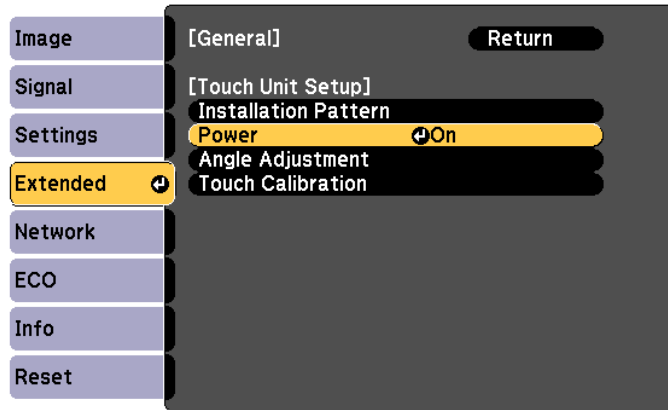 Image
Signal
Settings
Extended
Network
ECO
Info
Reset
[General] Return
[Touch Unit Setup]
Installation Pattern
Power On
Angle Adjustment
Touch Calibration